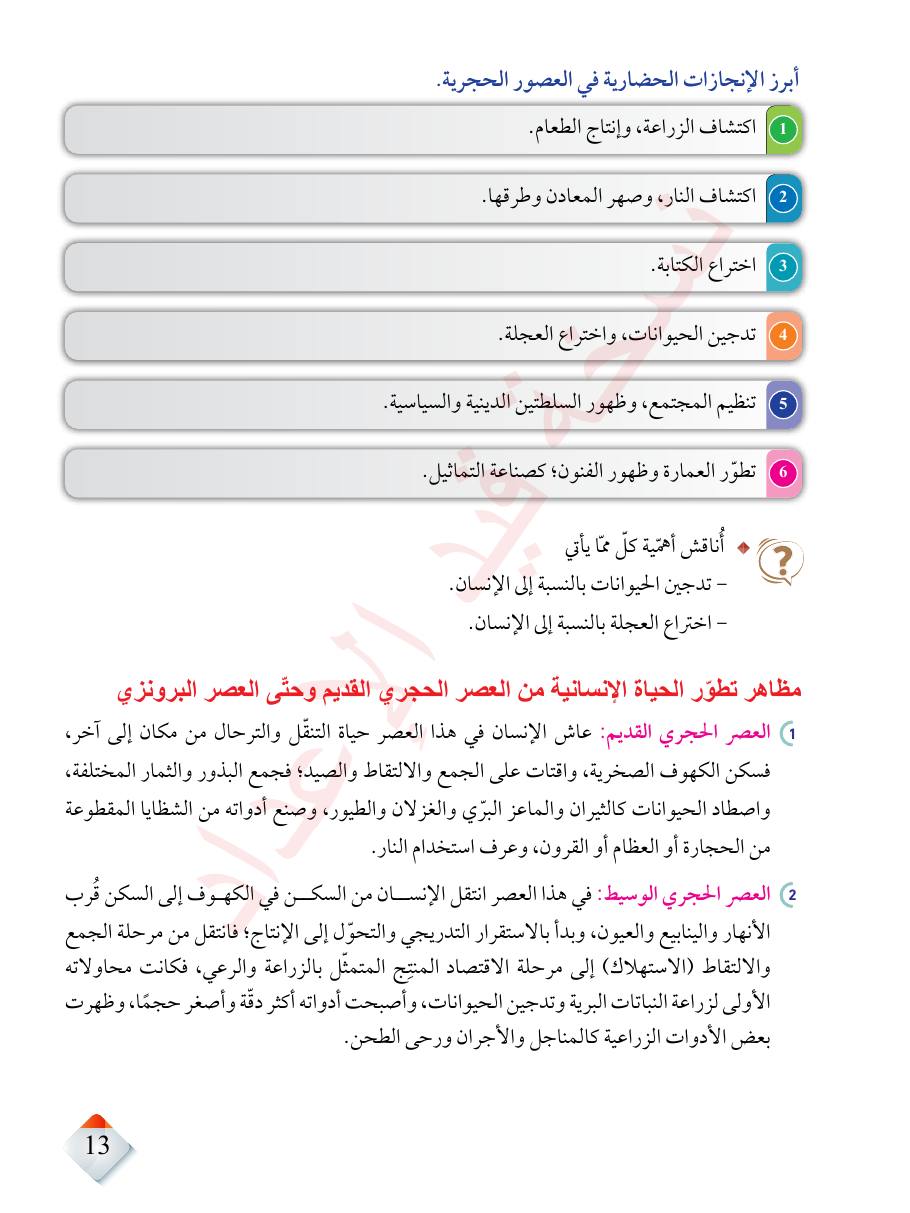 أبرز الإنجازات الحضارية في العصور الحجرية.
1 اكتشاف الزراعة، وإنتاج الطعام.
2 اكتشاف النار، وصهر المعادن وطرقها.
3 اختراع الكتابة.
4 تدجين الحيوانات، واختراع العجلة.
5 تنظيم المجتمع، وظهور السلطتين الدينية والسياسية.
6 تطوّر العمارة وظهور الفنون؛ كصناعة التماثيل.
? أُناقش أهمّية كلّ ممّا يأتي
– تدجين الحيوانات بالنسبة إلى الإنسان.
– اختراع العجلة بالنسبة إلى الإنسان.
مظاهر تطوّر الحياة الإنسانية من العصر الحجري القديم وحتّى العصر البرونزي
1 العصر الحجري القديم: عاش الإنسان في هذا العصر حياة التنقّل والترحال من مكان إلى آخر،
فسكن الكهوف الصخرية، واقتات على الجمع والالتقاط والصيد؛ فجمع البذور والثمار المختلفة،
واصطاد الحيوانات كالثيران والماعز البرّي والغزلان والطيور، وصنع أدواته من الشظايا المقطوعة
من الحجارة أو العظام أو القرون، وعرف استخدام النار.
2 العصر الحجري الوسيط: في هذا العصر انتقل الإنســـان من السكـــن في الكهـوف إلى السكن قُرب
الأنهار والينابيع والعيون، وبدأ بالاستقرار التدريجي والتحوّل إلى الإنتاج؛ فانتقل من مرحلة الجمع
والالتقاط (الاستهلاك) إلى مرحلة الاقتصاد المنتِج المتمثّل بالزراعة والرعي، فكانت محاولاته
الأولى لزراعة النباتات البرية وتدجين الحيوانات، وأصبحت أدواته أكثر دقّة وأصغر حجمًا، وظهرت
بعض الأدوات الزراعية كالمناجل والأجران ورحى الطحن.
نسخة قيد الإعداد
13